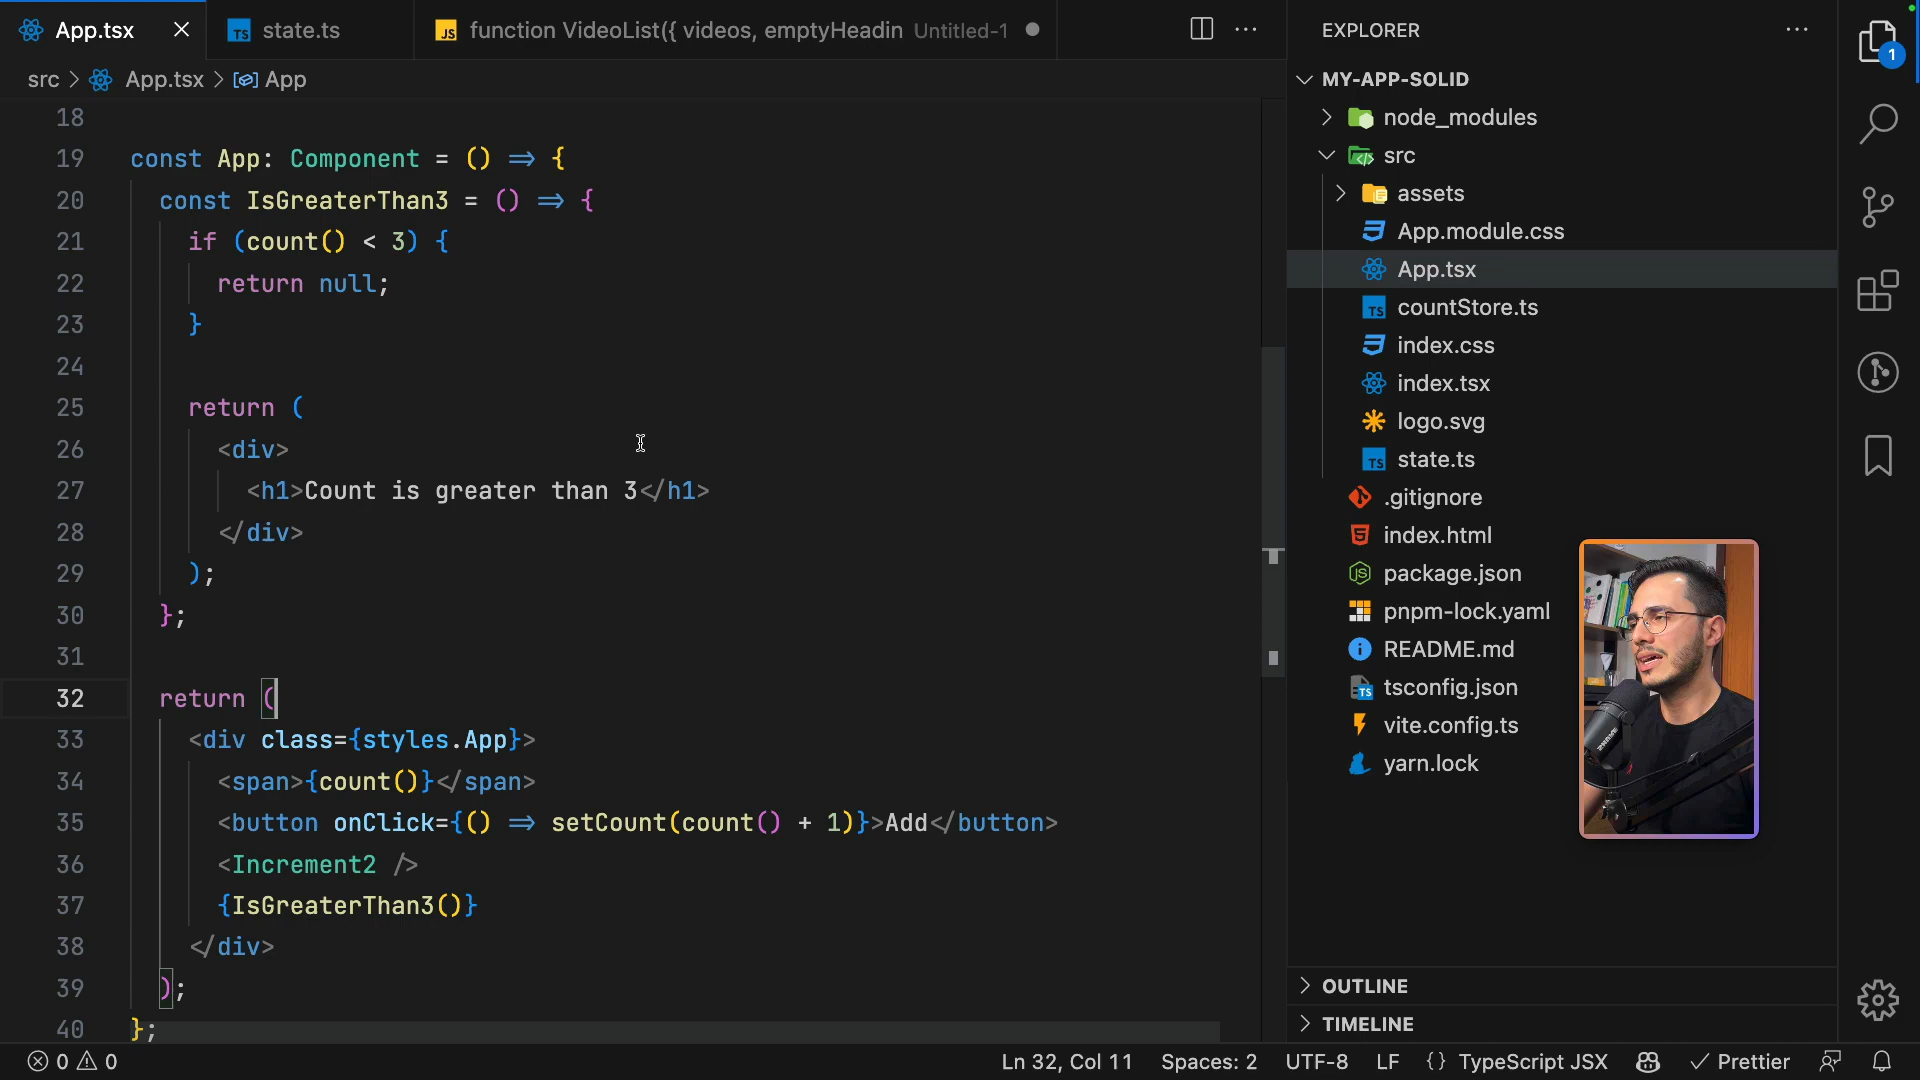 App.tsx
state.ts
function VideoList({ videos, emptyHeadin Untitled-1
src > App.tsx > App
18
19 const App: Component = () => {
20 const IsGreaterThan3 = () => {
21 if (count() < 3) {
22 return null;
23 }
24
25 return (
26 <div>
27 <h1>Count is greater than 3</h1>
28 </div>
29 );
30 };
31
32 return (
33 <div class={styles.App}>
34 <span>{count()}</span>
35 <button onClick={() => setCount(count() + 1)}>Add</button>
36 <Increment2 />
37 {IsGreaterThan3()}
38 </div>
39 );
40 };
EXPLORER
MY-APP-SOLID
node_modules
src
assets
App.module.css
App.tsx
TS countStore.ts
index.css
index.tsx
logo.svg
TS state.ts
.gitignore
index.html
package.json
pnpm-lock.yaml
README.md
tsconfig.json
vite.config.ts
yarn.lock
OUTLINE
TIMELINE
1
0 0
Ln 32, Col 11
Spaces: 2
UTF-8
LF
{} TypeScript JSX
Prettier